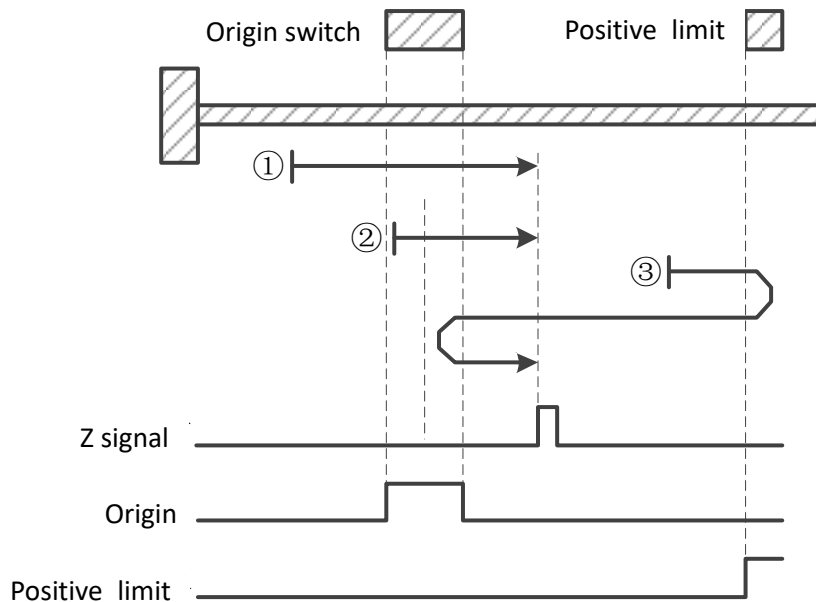 Origin switch
Positive limit
①
②
③
Z signal
Origin
Positive limit